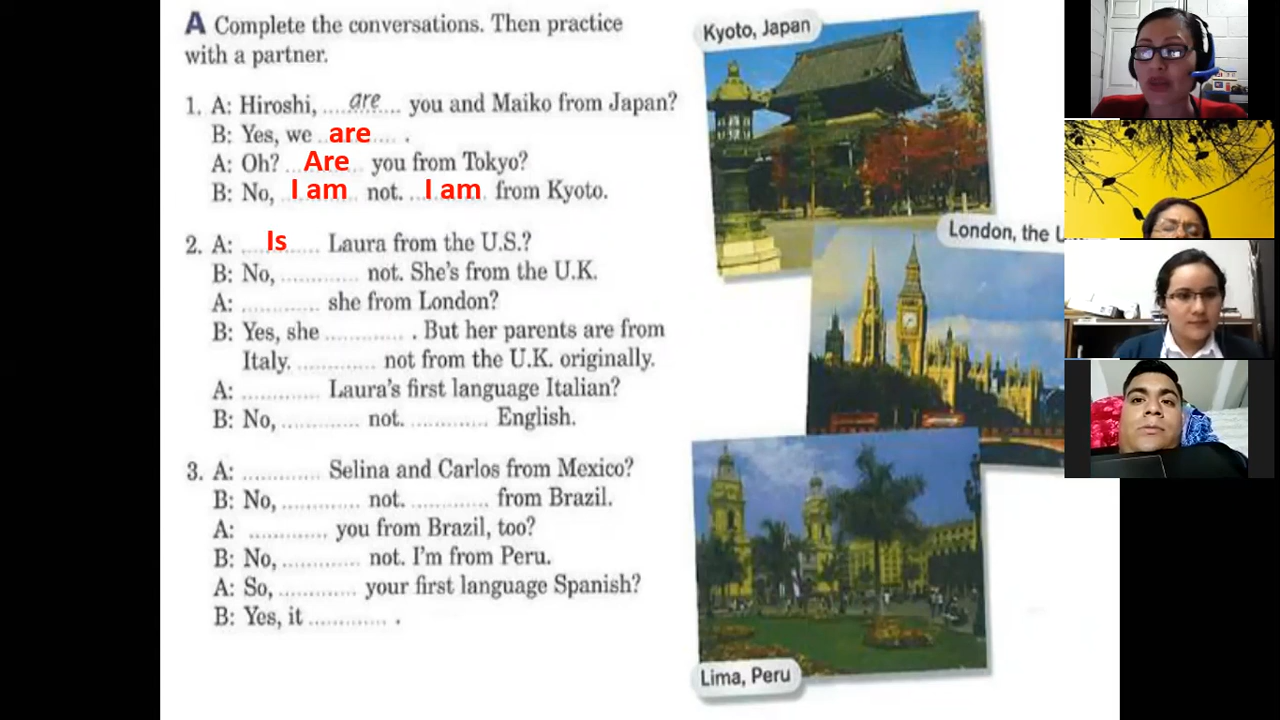 A Complete the conversations. Then practice
with a partner.
1. A: Hiroshi, ....are.... you and Maiko from Japan?
B: Yes, we are .
A: Oh? Are you from Tokyo?
B: No, I am not. I am from Kyoto.
2. A: Is Laura from the U.S.?
B: No, ............ not. She's from the U.K.
A: ............ she from London?
B: Yes, she ............ . But her parents are from
Italy. ............ not from the U.K. originally.
A: ............ Laura's first language Italian?
B: No, ............ not. ............ English.
3. A: ............ Selina and Carlos from Mexico?
B: No, ............ not. ............ from Brazil.
A: ............ you from Brazil, too?
B: No, ............ not. I'm from Peru.
A: So, ............ your first language Spanish?
B: Yes, it ............ .
Kyoto, Japan
London, the U
Lima, Peru